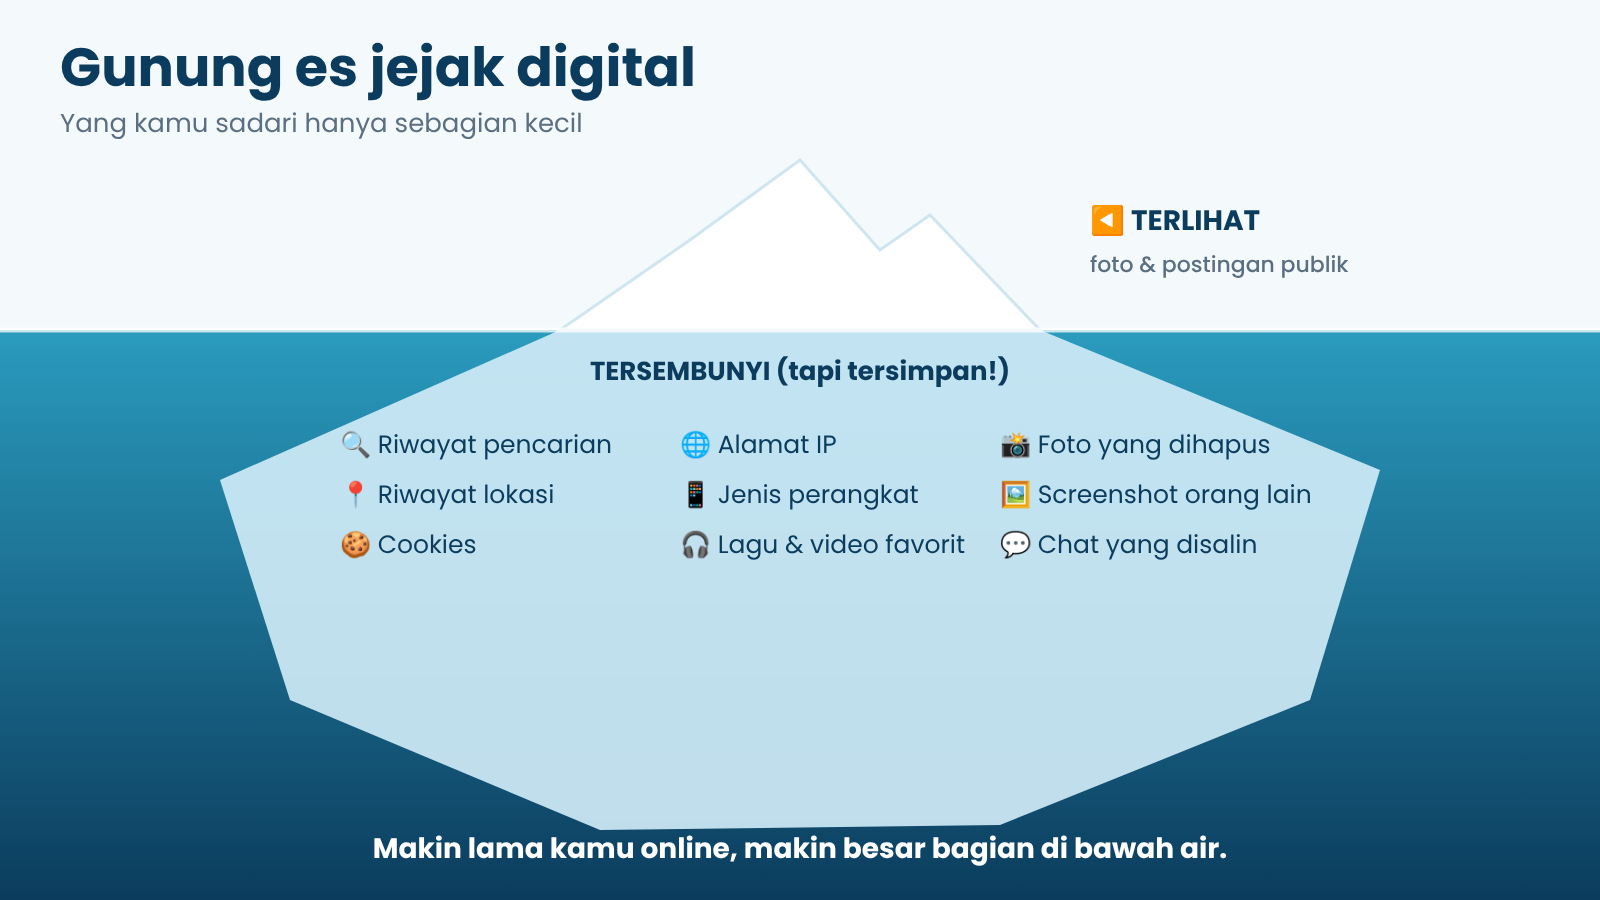 Gunung es jejak digital
Yang kamu sadari hanya sebagian kecil
◀️ TERLIHAT
foto & postingan publik
TERSEMBUNYI (tapi tersimpan!)
🔍 Riwayat pencarian
📍 Riwayat lokasi
🍪 Cookies
🌐 Alamat IP
📱 Jenis perangkat
🎧 Lagu & video favorit
📸 Foto yang dihapus
🖼️ Screenshot orang lain
💬 Chat yang disalin
Makin lama kamu online, makin besar bagian di bawah air.